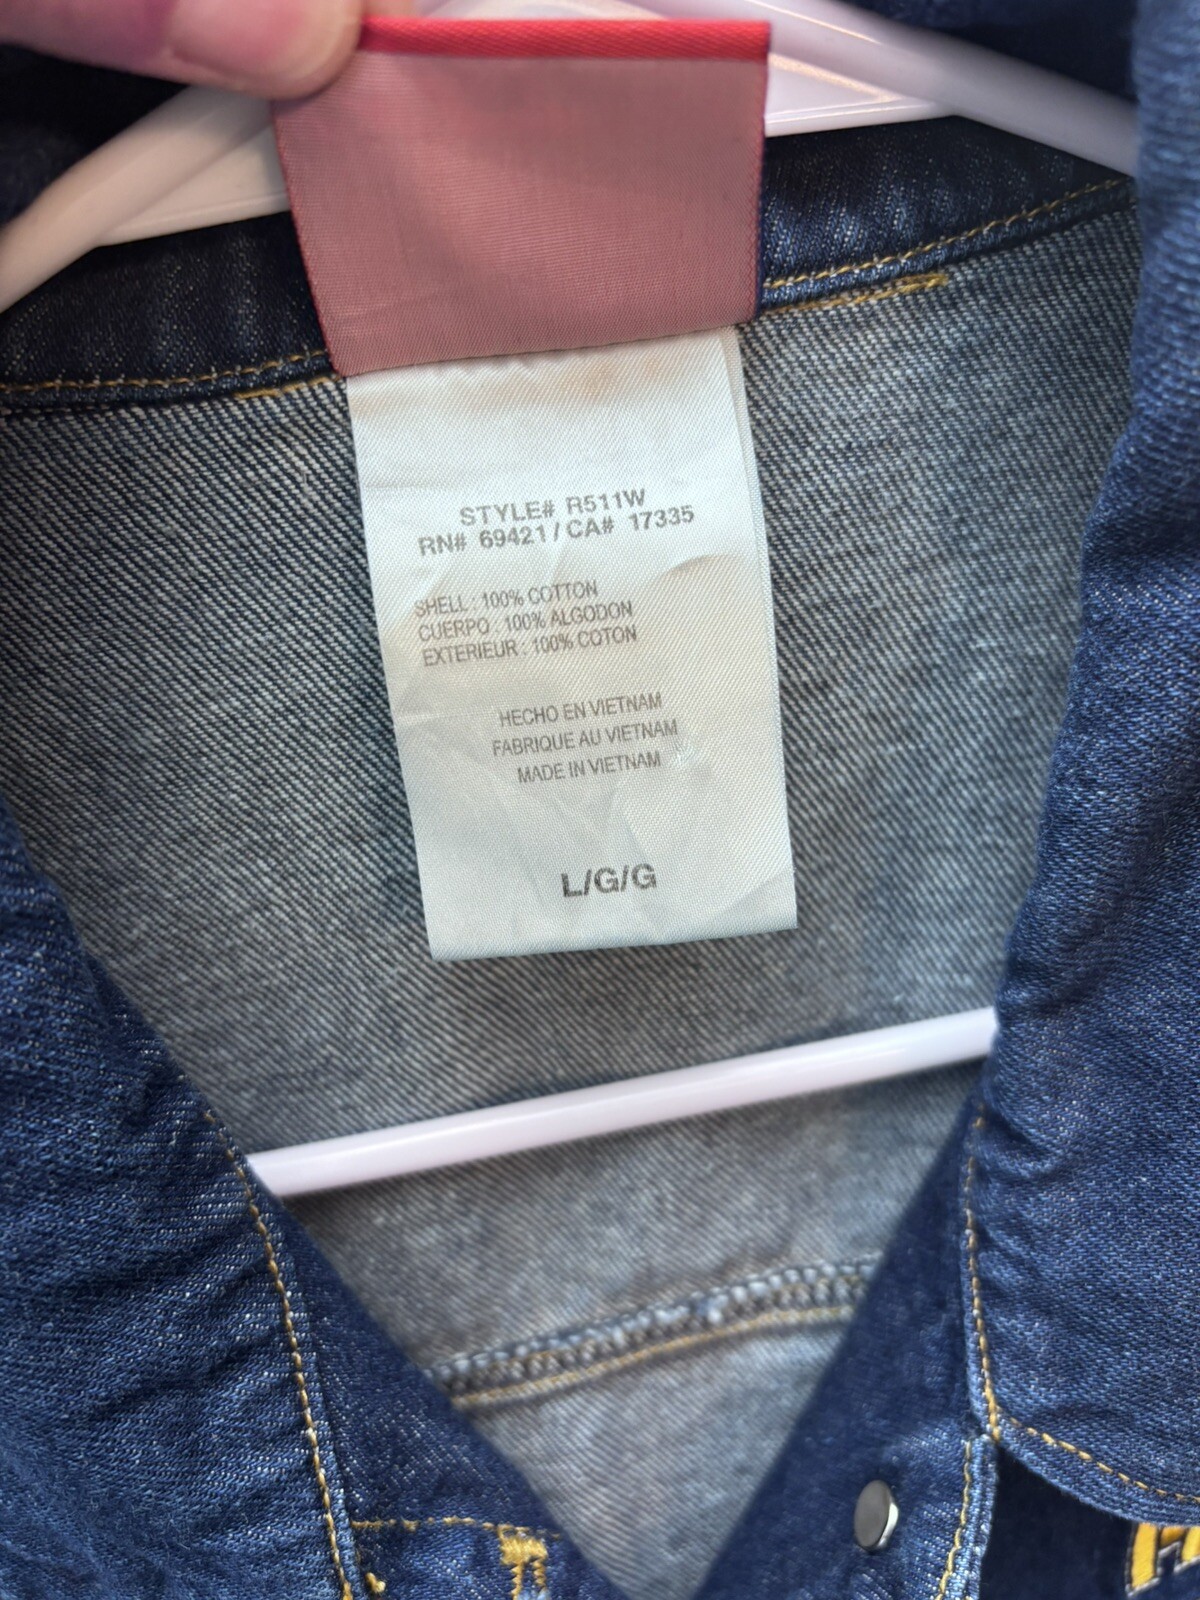 STYLE# R511W
RN# 69421 / CA# 17335
SHELL : 100% COTTON
CUERPO : 100% ALGODON
EXTERIEUR : 100% COTON
HECHO EN VIETNAM
FABRIQUE AU VIETNAM
MADE IN VIETNAM
L/G/G